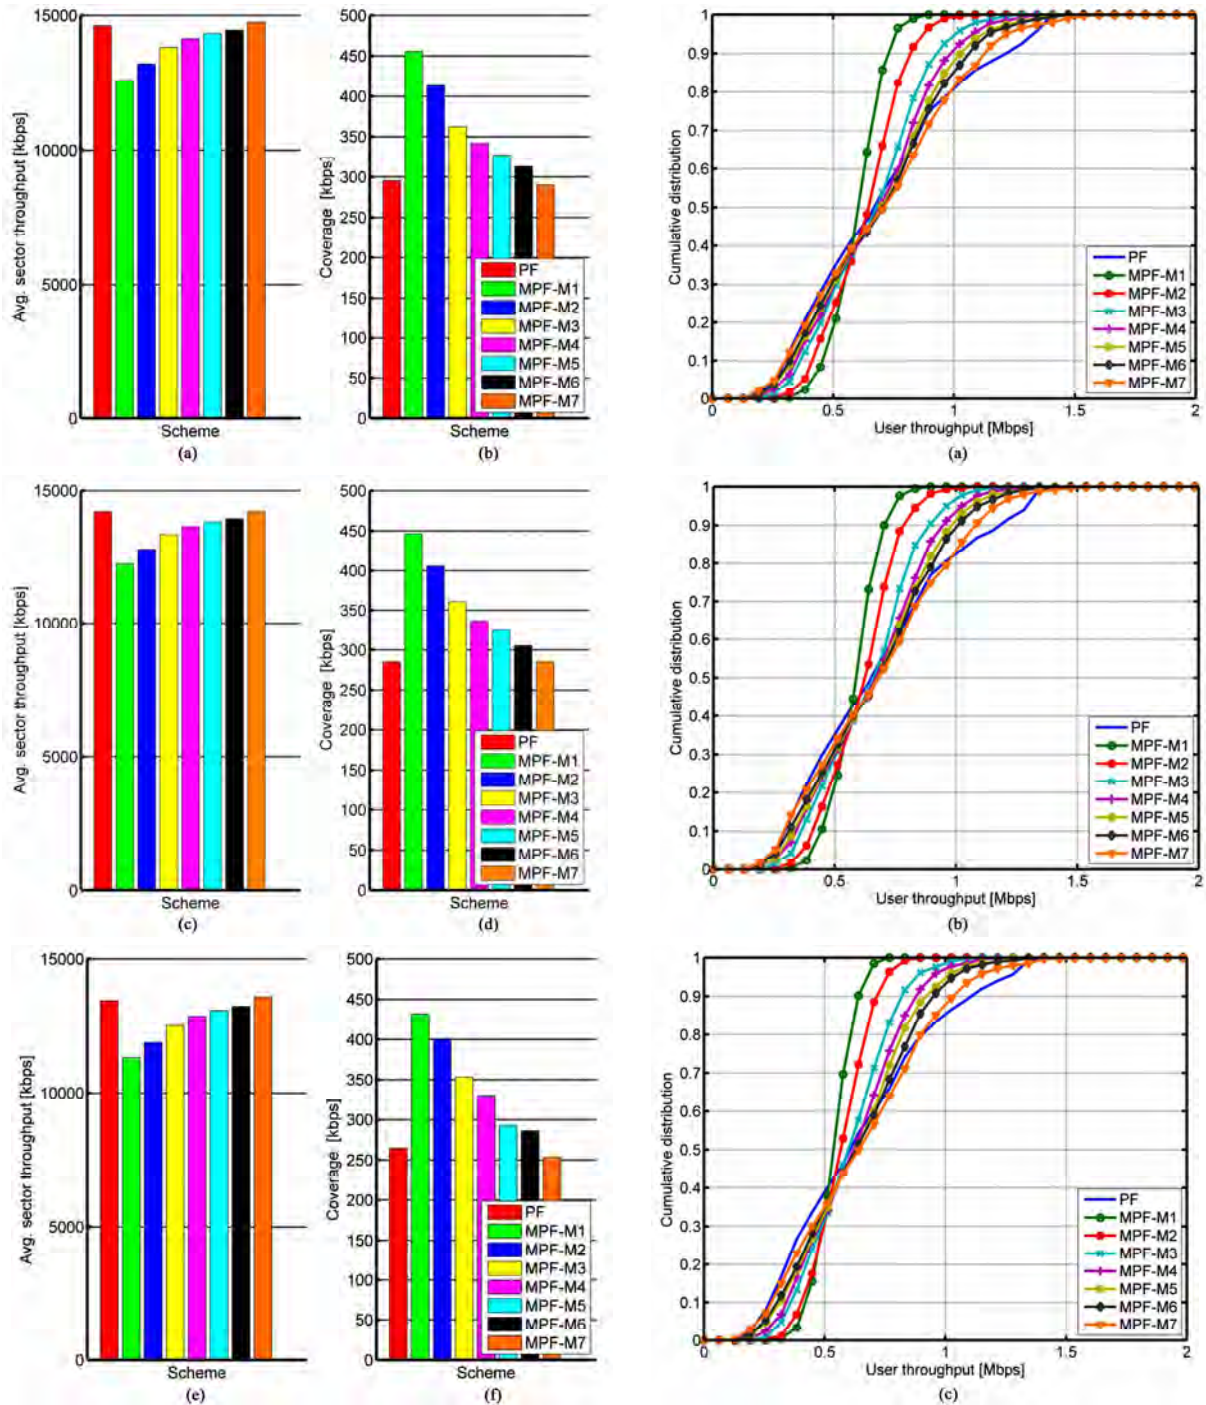 15000
10000
5000
0
Avg. sector throughput [kbps]
Scheme
(a)
500
450
400
350
300
250
200
150
100
50
0
Coverage [kbps]
PF
MPF-M1
MPF-M2
MPF-M3
MPF-M4
MPF-M5
MPF-M6
MPF-M7
Scheme
(b)
1
0.9
0.8
0.7
0.6
0.5
0.4
0.3
0.2
0.1
0
Cumulative distribution
PF
MPF-M1
MPF-M2
MPF-M3
MPF-M4
MPF-M5
MPF-M6
MPF-M7
0 0.5 1 1.5 2
User throughput [Mbps]
(a)
15000
10000
5000
0
Avg. sector throughput [kbps]
Scheme
(c)
500
450
400
350
300
250
200
150
100
50
0
Coverage [kbps]
PF
MPF-M1
MPF-M2
MPF-M3
MPF-M4
MPF-M5
MPF-M6
MPF-M7
Scheme
(d)
1
0.9
0.8
0.7
0.6
0.5
0.4
0.3
0.2
0.1
0
Cumulative distribution
PF
MPF-M1
MPF-M2
MPF-M3
MPF-M4
MPF-M5
MPF-M6
MPF-M7
0 0.5 1 1.5 2
User throughput [Mbps]
(b)
15000
10000
5000
0
Avg. sector throughput [kbps]
Scheme
(e)
500
450
400
350
300
250
200
150
100
50
0
Coverage [kbps]
PF
MPF-M1
MPF-M2
MPF-M3
MPF-M4
MPF-M5
MPF-M6
MPF-M7
Scheme
(f)
1
0.9
0.8
0.7
0.6
0.5
0.4
0.3
0.2
0.1
0
Cumulative distribution
PF
MPF-M1
MPF-M2
MPF-M3
MPF-M4
MPF-M5
MPF-M6
MPF-M7
0 0.5 1 1.5 2
User throughput [Mbps]
(c)